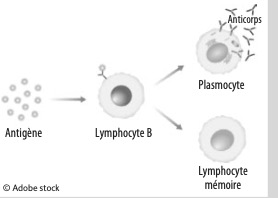 Anticorps
Plasmocyte
Antigène
Lymphocyte B
Lymphocyte
mémoire
© Adobe stock